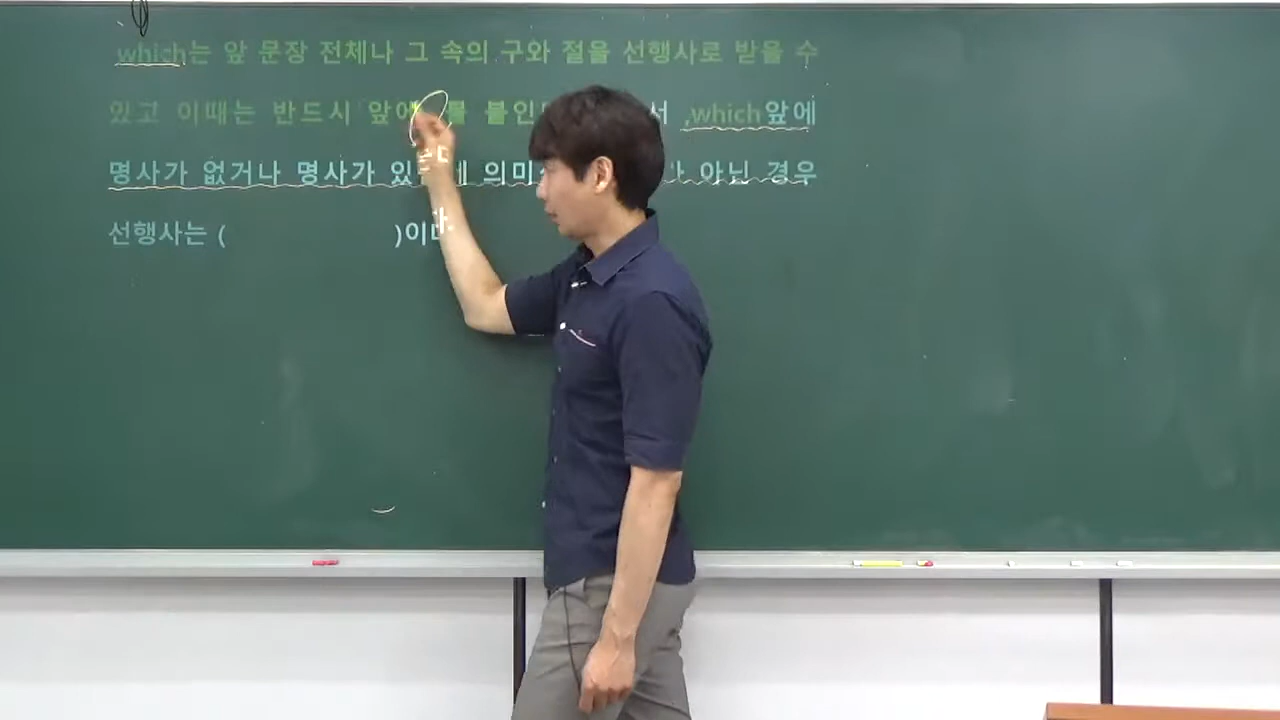 which는 앞 문장 전체나 그 속의 구와 절을 선행사로 받을 수
있고 이때는 반드시 앞에 를 붙인 서 ,which앞에
명사가 없거나 명사가 있는데 의미 아닌 경우
선행사는 ( )이다.